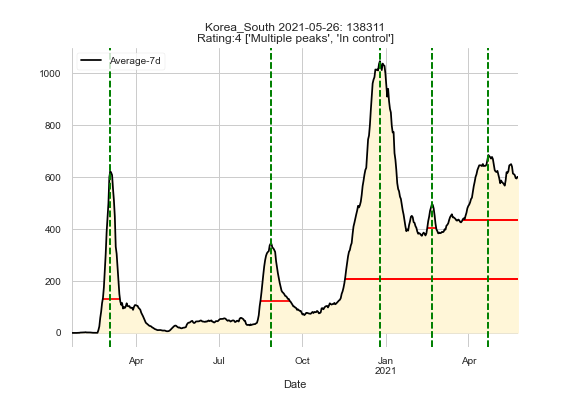 Korea_South 2021-05-26: 138311
Rating:4 ['Multiple peaks', 'In control']
Average-7d
1000
800
600
400
200
0
Apr
Jul
Oct
Jan
2021
Apr
Date